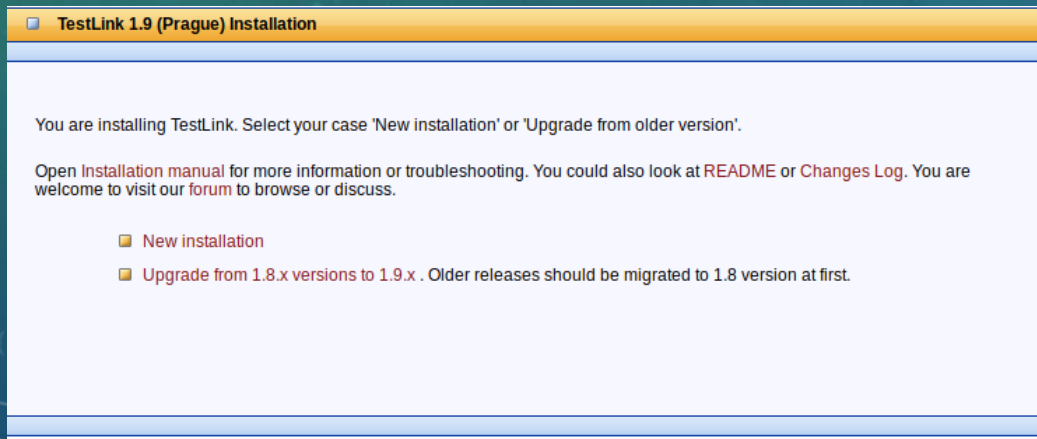 TestLink 1.9 (Prague) Installation
You are installing TestLink. Select your case 'New installation' or 'Upgrade from older version'.
Open Installation manual for more information or troubleshooting. You could also look at README or Changes Log. You are
welcome to visit our forum to browse or discuss.
New installation
Upgrade from 1.8.x versions to 1.9.x . Older releases should be migrated to 1.8 version at first.